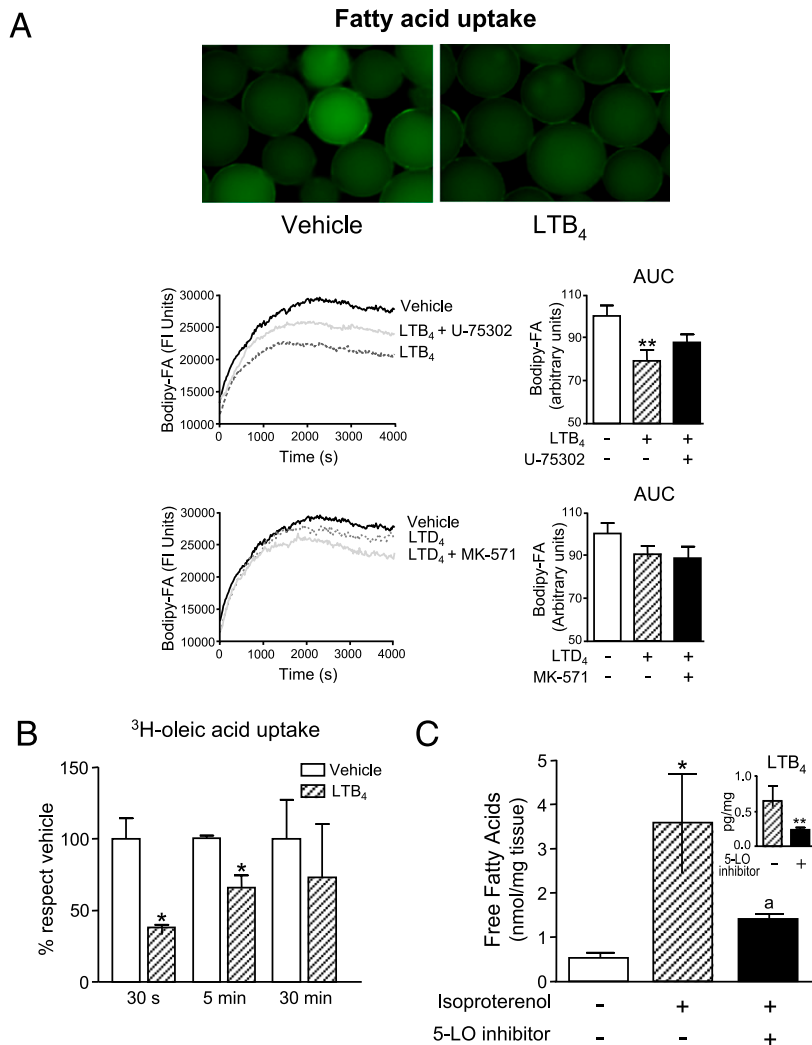 A
Fatty acid uptake
Vehicle
LTB4
30000
25000
20000
15000
10000
Bodipy-FA (FI Units)
0 1000 2000 3000 4000
Time (s)
Vehicle
LTB4 + U-75302
LTB4
AUC
110
90
70
50
Bodipy-FA
(arbitrary units)
**
LTB4 - + +
U-75302 - - +
30000
25000
20000
15000
10000
Bodipy-FA (FI Units)
0 1000 2000 3000 4000
Time (s)
Vehicle
LTD4
LTD4 + MK-571
AUC
110
90
70
50
Bodipy-FA
(Arbitrary units)
LTD4 - + +
MK-571 - - +
B
3H-oleic acid uptake
150
100
50
0
% respect vehicle
Vehicle
LTB4
* *
30 s 5 min 30 min
C
5
4
3
2
1
0
Free Fatty Acids
(nmol/mg tissue)
*
a
Isoproterenol - + +
5-LO inhibitor - - +
LTB4
1.0
0.5
0.0
pg/mg
**
5-LO
inhibitor - +